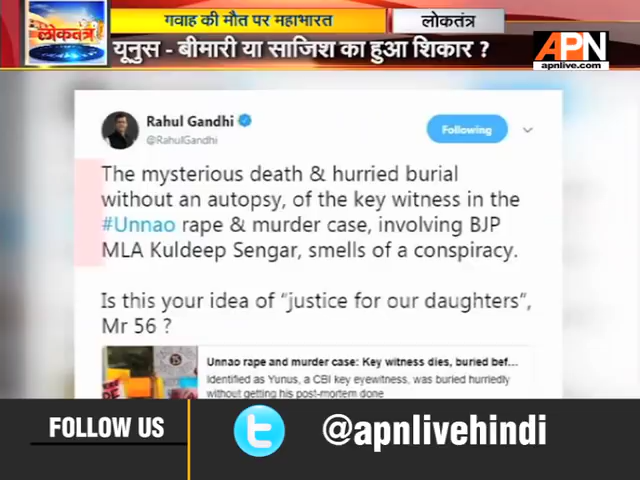 गवाह की मौत पर महाभारत
लोकतंत्र
लोकतंत्र
यूनुस - बीमारी या साजिश का हुआ शिकार ?
APN
apnlive.com
Rahul Gandhi
@RahulGandhi
Following
The mysterious death & hurried burial
without an autopsy, of the key witness in the
#Unnao rape & murder case, involving BJP
MLA Kuldeep Sengar, smells of a conspiracy.
Is this your idea of "justice for our daughters",
Mr 56 ?
Unnao rape and murder case: Key witness dies, buried bef...
Identified as Yunus, a CBI key eyewitness, was buried hurriedly
without getting his post-mortem done
FOLLOW US
@apnlivehindi